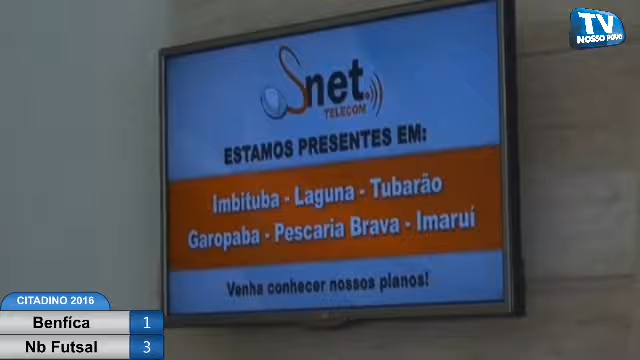 TV
NOSSO POVO
Snet
TELECOM
ESTAMOS PRESENTES EM:
Imbituba - Laguna - Tubarão
Garopaba - Pescaria Brava - Imaruí
Venha conhecer nossos planos!
CITADINO 2016
Benfíca 1
Nb Futsal 3